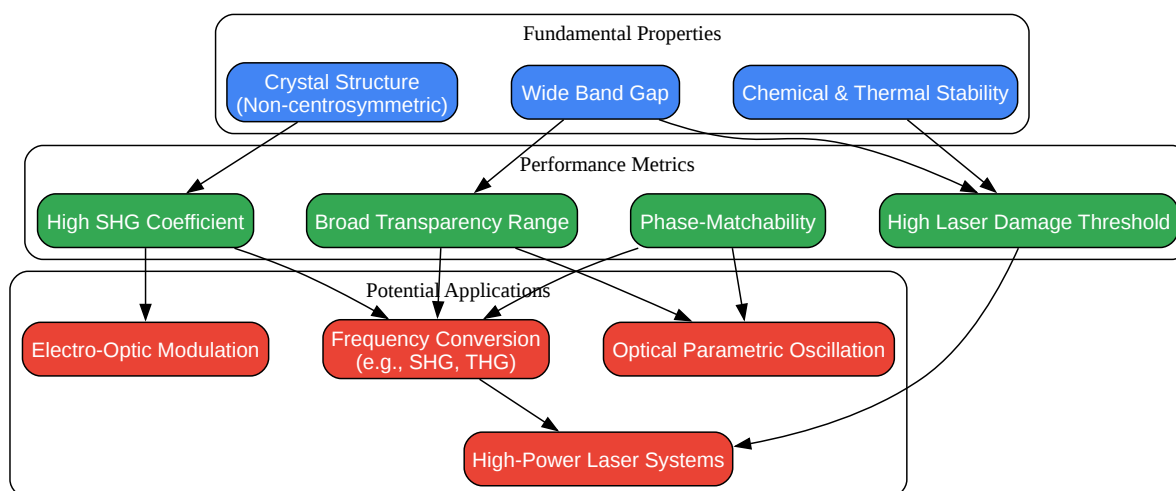 Fundamental Properties
Crystal Structure
(Non-centrosymmetric)
Wide Band Gap
Chemical & Thermal Stability
Performance Metrics
High SHG Coefficient
Broad Transparency Range
Phase-Matchability
High Laser Damage Threshold
Potential Applications
Electro-Optic Modulation
Frequency Conversion
(e.g., SHG, THG)
Optical Parametric Oscillation
High-Power Laser Systems